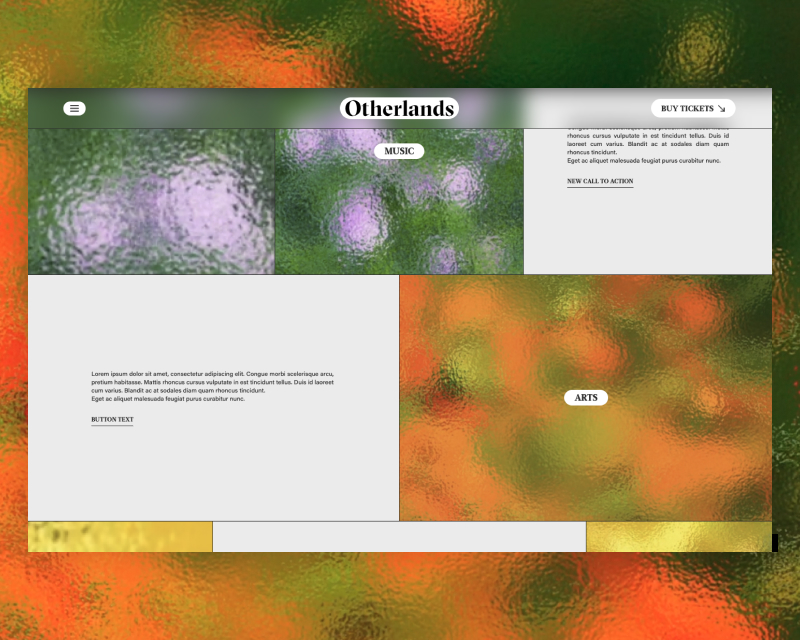 Otherlands
BUY TICKETS
MUSIC
rhoncus cursus vulputate in est tincidunt tellus. Duis id
laoreet cum varius. Blandit ac at sodales diam quam
rhoncus tincidunt.
Eget ac aliquet malesuada feugiat purus curabitur nunc.
NEW CALL TO ACTION
Lorem ipsum dolor sit amet, consectetur adipiscing elit. Congue morbi scelerisque arcu,
pretium habitasse. Mattis rhoncus cursus vulputate in est tincidunt tellus. Duis id laoreet
cum varius. Blandit ac at sodales diam quam rhoncus tincidunt.
Eget ac aliquet malesuada feugiat purus curabitur nunc.
BUTTON TEXT
ARTS